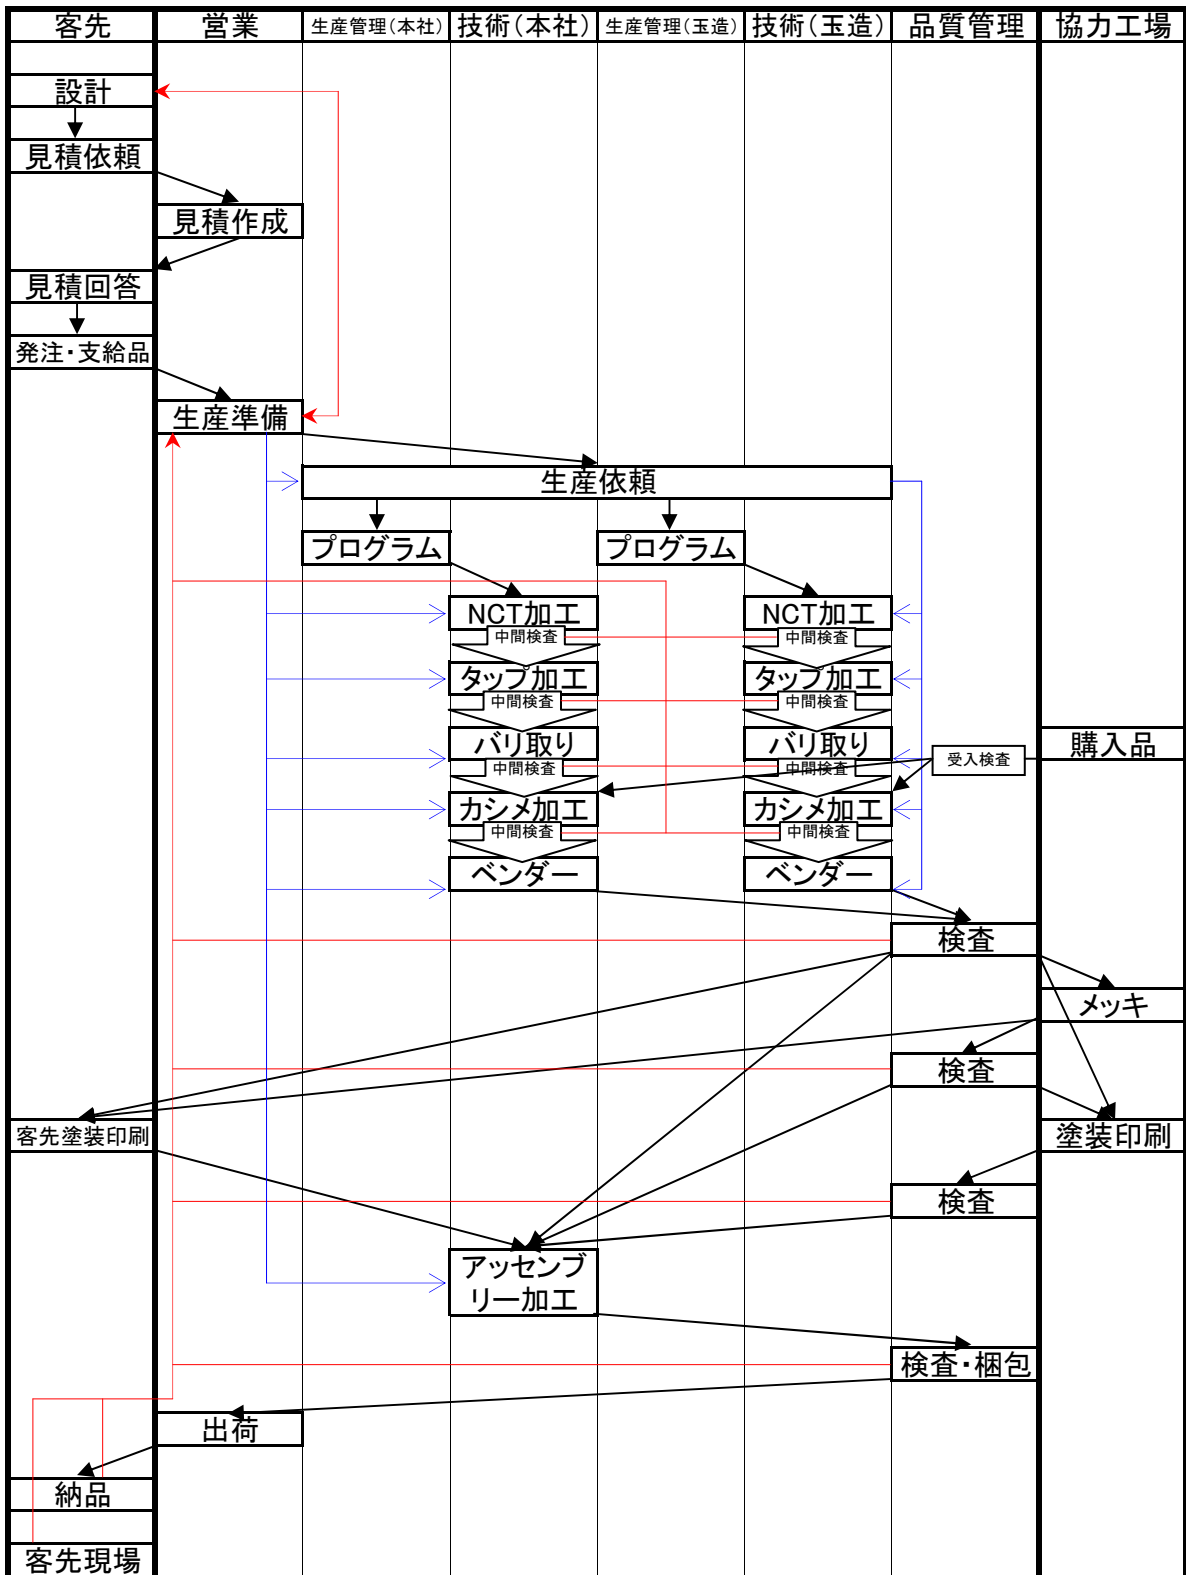 客先
営業
生産管理(本社)
技術(本社)
生産管理(玉造)
技術(玉造)
品質管理
協力工場
設計
見積依頼
見積作成
見積回答
発注・支給品
生産準備
生産依頼
プログラム
プログラム
NCT加工
NCT加工
中間検査
中間検査
タップ加工
タップ加工
中間検査
中間検査
バリ取り
バリ取り
購入品
受入検査
中間検査
中間検査
カシメ加工
カシメ加工
中間検査
中間検査
ベンダー
ベンダー
検査
メッキ
検査
客先塗装印刷
塗装印刷
検査
アッセンブ
リー加工
検査・梱包
出荷
納品
客先現場